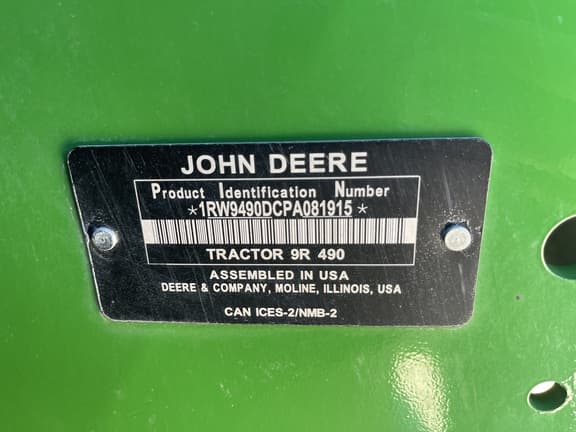 JOHN DEERE
Product Identification Number
*1RW9490DCPA081915*
TRACTOR 9R 490
ASSEMBLED IN USA
DEERE & COMPANY, MOLINE, ILLINOIS, USA
CAN ICES-2/NMB-2